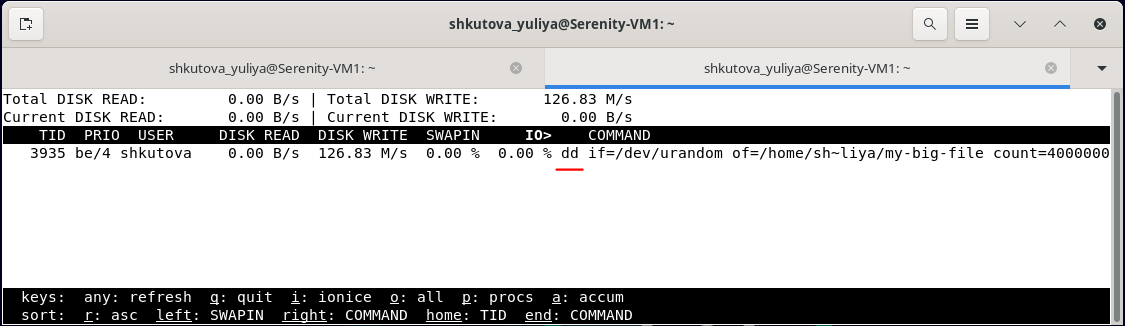 shkutova_yuliya@Serenity-VM1: ~
shkutova_yuliya@Serenity-VM1: ~ shkutova_yuliya@Serenity-VM1: ~
Total DISK READ: 0.00 B/s | Total DISK WRITE: 126.83 M/s
Current DISK READ: 0.00 B/s | Current DISK WRITE: 0.00 B/s
TID PRIO USER DISK READ DISK WRITE SWAPIN IO> COMMAND
3935 be/4 shkutova 0.00 B/s 126.83 M/s 0.00 % 0.00 % dd if=/dev/urandom of=/home/sh~liya/my-big-file count=4000000
keys: any: refresh q: quit i: ionice o: all p: procs a: accum
sort: r: asc left: SWAPIN right: COMMAND home: TID end: COMMAND